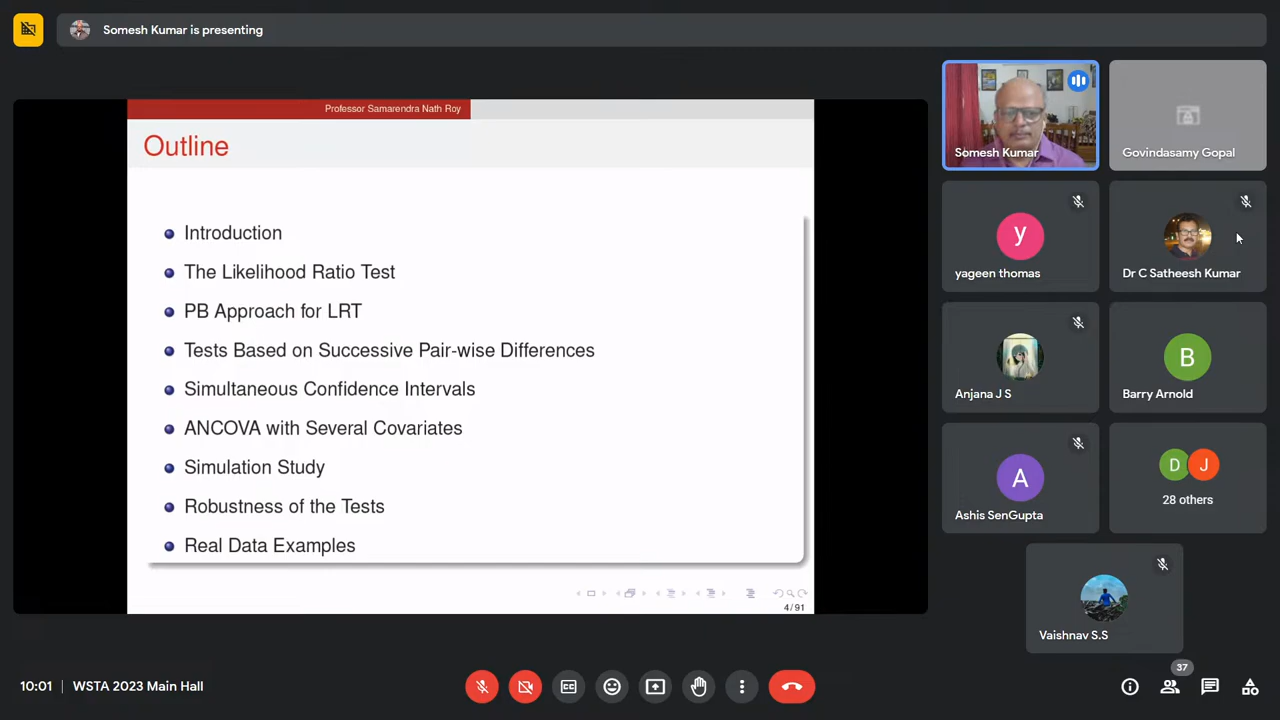 Somesh Kumar is presenting
Professor Samarendra Nath Roy
Outline
Introduction
The Likelihood Ratio Test
PB Approach for LRT
Tests Based on Successive Pair-wise Differences
Simultaneous Confidence Intervals
ANCOVA with Several Covariates
Simulation Study
Robustness of the Tests
Real Data Examples
4/91
Somesh Kumar
Govindasamy Gopal
y
yageen thomas
Dr C Satheesh Kumar
Anjana J S
B
Barry Arnold
A
Ashis SenGupta
D J
28 others
Vaishnav S.S
10:01 | WSTA 2023 Main Hall
37